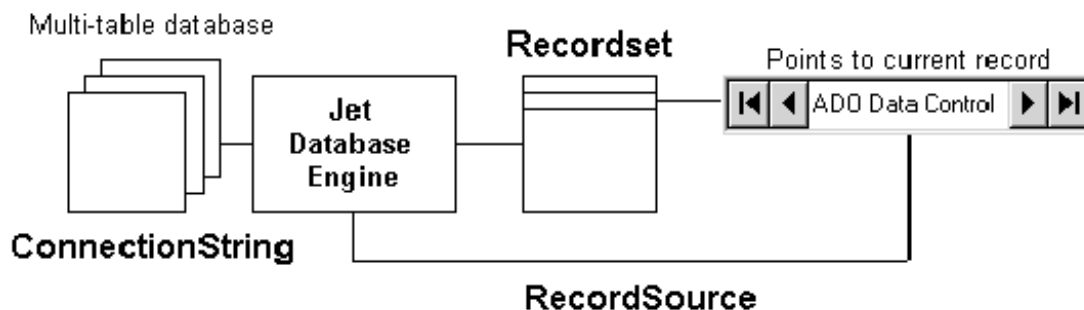 Multi-table database
Recordset
Points to current record
Jet
Database
Engine
ADO Data Control
ConnectionString
RecordSource